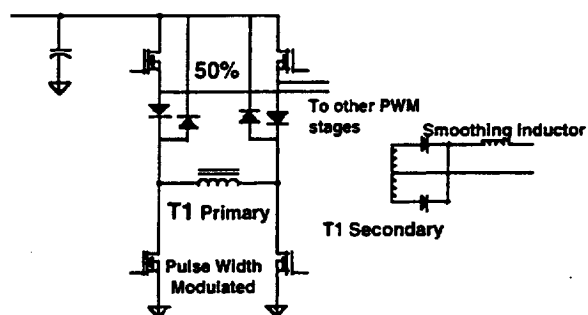 50%
To other PWM
stages
Smoothing Inductor
T1 Primary
T1 Secondary
Pulse Width
Modulated